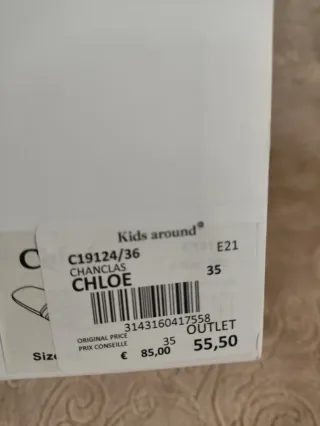 Kids around®
C19124/36 E21
CHANCLAS 35
CHLOE
3143160417558
ORIGINAL PRICE 35 OUTLET
PRIX CONSEILLE € 85,00 55,50
Size